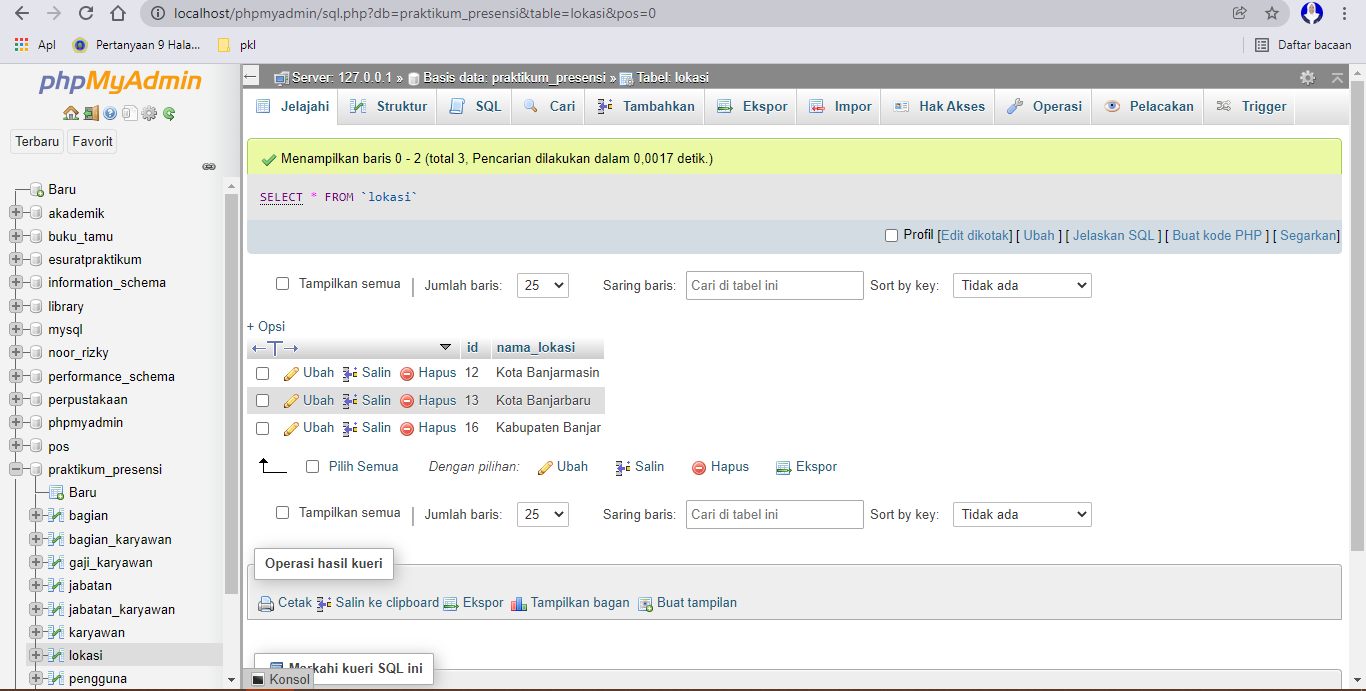 localhost/phpmyadmin/sql.php?db=praktikum_presensi&table=lokasi&pos=0
Apl Pertanyaan 9 Hala... pkl Daftar bacaan
phpMyAdmin
Terbaru Favorit
Baru
akademik
buku_tamu
esuratpraktikum
information_schema
library
mysql
noor_rizky
performance_schema
perpustakaan
phpmyadmin
pos
praktikum_presensi
Baru
bagian
bagian_karyawan
gaji_karyawan
jabatan
jabatan_karyawan
karyawan
lokasi
pengguna
Server: 127.0.0.1 » Basis data: praktikum_presensi » Tabel: lokasi
Jelajahi Struktur SQL Cari Tambahkan Ekspor Impor Hak Akses Operasi Pelacakan Trigger
Menampilkan baris 0 - 2 (total 3, Pencarian dilakukan dalam 0,0017 detik.)
SELECT * FROM `lokasi`
Profil [Edit dikotak] [ Ubah ] [ Jelaskan SQL ] [ Buat kode PHP ] [ Segarkan]
Tampilkan semua | Jumlah baris: 25 Saring baris: Cari di tabel ini Sort by key: Tidak ada
+ Opsi
←T→ id nama_lokasi
Ubah Salin Hapus 12 Kota Banjarmasin
Ubah Salin Hapus 13 Kota Banjarbaru
Ubah Salin Hapus 16 Kabupaten Banjar
Pilih Semua Dengan pilihan: Ubah Salin Hapus Ekspor
Tampilkan semua | Jumlah baris: 25 Saring baris: Cari di tabel ini Sort by key: Tidak ada
Operasi hasil kueri
Cetak Salin ke clipboard Ekspor Tampilkan bagan Buat tampilan
Markahi kueri SQL ini
Konsol